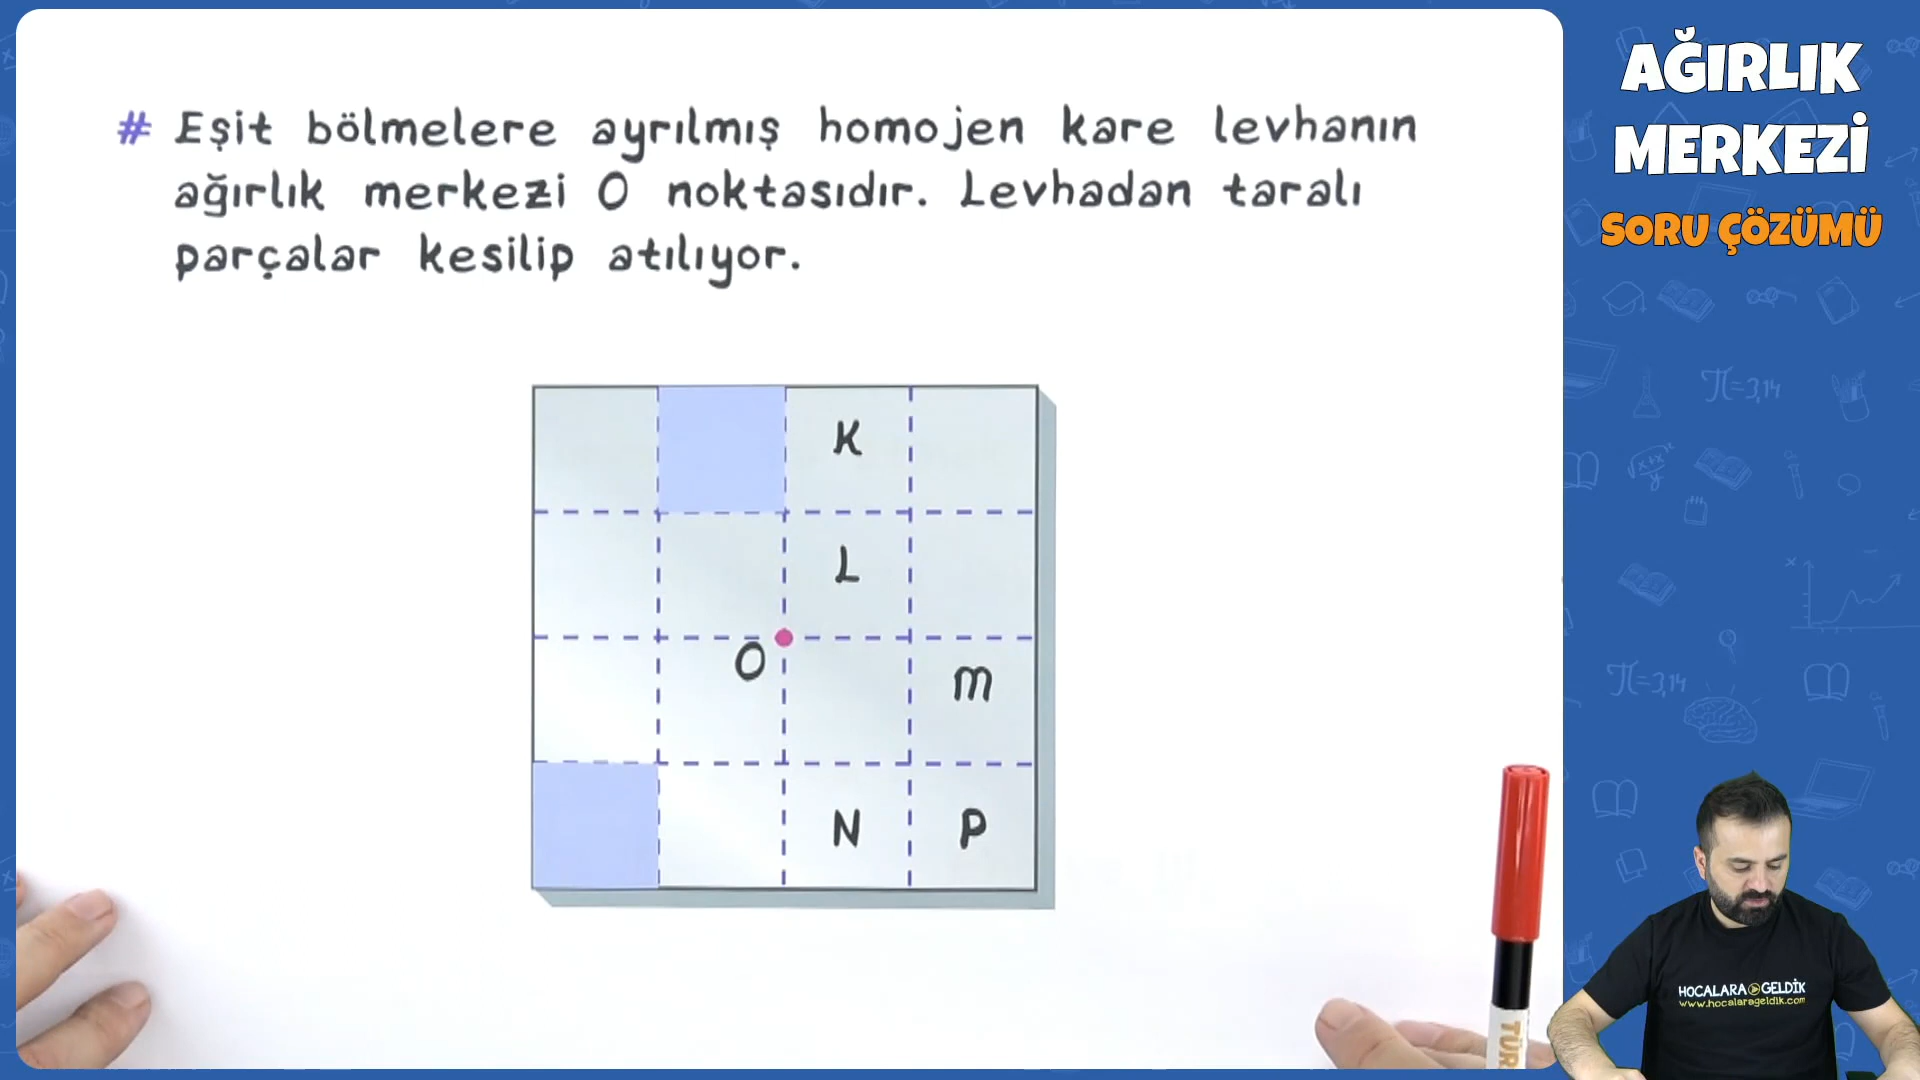 # Eşit bölmelere ayrılmış homojen kare levhanın
ağırlık merkezi O noktasıdır. Levhadan taralı
parçalar kesilip atılıyor.
K
L
O
M
N
P
AĞIRLIK
MERKEZİ
SORU ÇÖZÜMÜ
π=3,14
π=3,14
HOCALARA GELDİK
www.hocalarageldik.com
TÜR